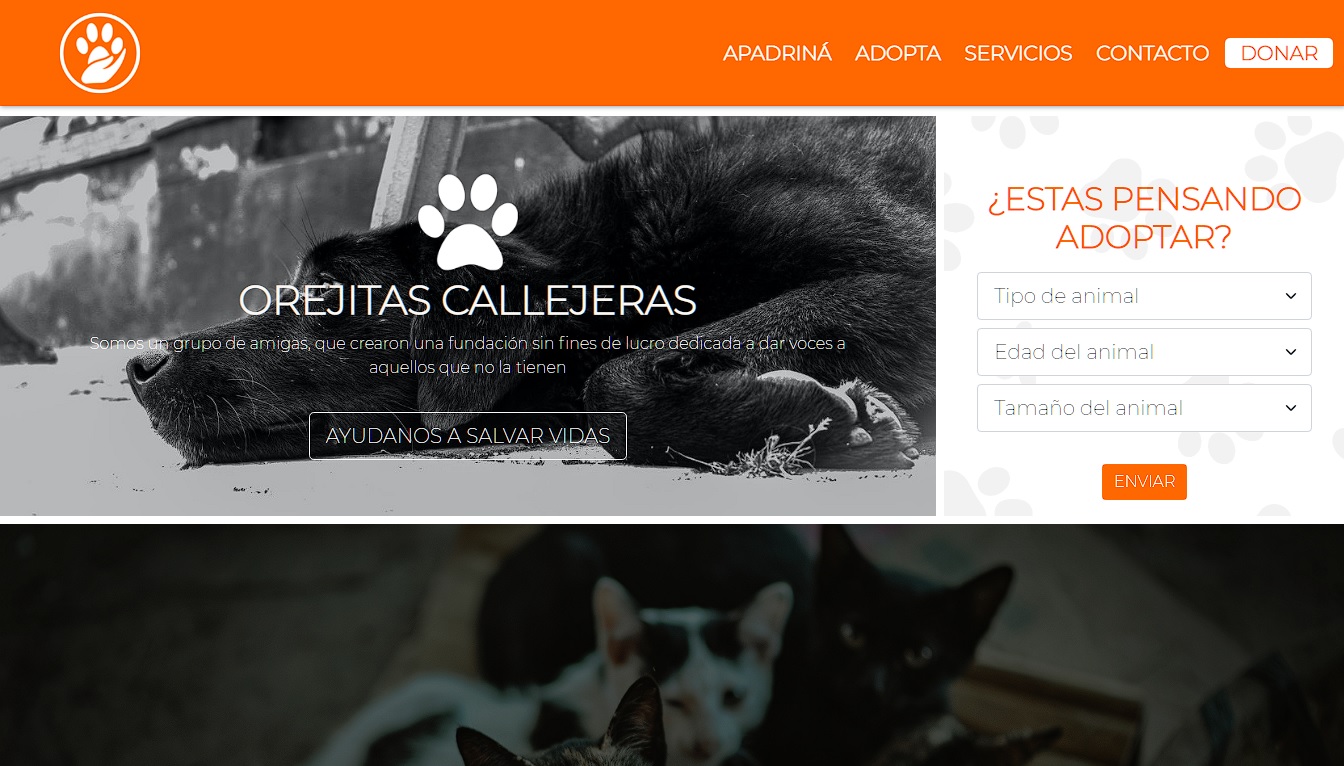 APADRINÁ ADOPTA SERVICIOS CONTACTO DONAR
OREJITAS CALLEJERAS
Somos un grupo de amigas, que crearon una fundación sin fines de lucro dedicada a dar voces a
aquellos que no la tienen
AYUDANOS A SALVAR VIDAS
¿ESTAS PENSANDO
ADOPTAR?
Tipo de animal
Edad del animal
Tamaño del animal
ENVIAR